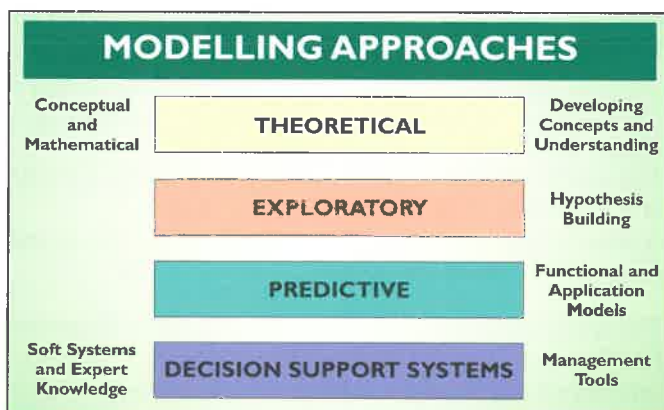 MODELLING APPROACHES
Conceptual
and
Mathematical
THEORETICAL
Developing
Concepts and
Understanding
EXPLORATORY
Hypothesis
Building
PREDICTIVE
Functional and
Application
Models
Soft Systems
and Expert
Knowledge
DECISION SUPPORT SYSTEMS
Management
Tools